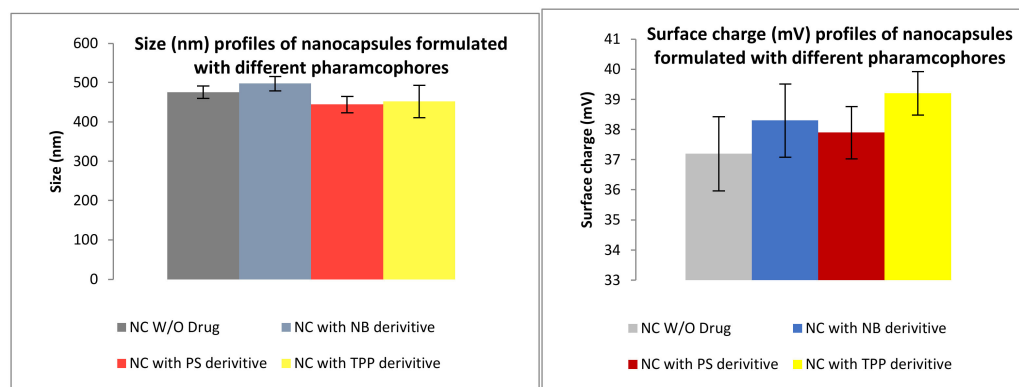 Size (nm) profiles of nanocapsules formulated
with different pharamcophores
600
500
400
300
200
100
0
Size (nm)
NC W/O Drug
NC with NB derivitive
NC with PS derivitive
NC with TPP derivitive
Surface charge (mV) profiles of nanocapsules
formulated with different pharamcophores
41
40
39
38
37
36
35
34
33
Surface charge (mV)
NC W/O Drug
NC with NB derivitive
NC with PS derivitive
NC with TPP derivitive